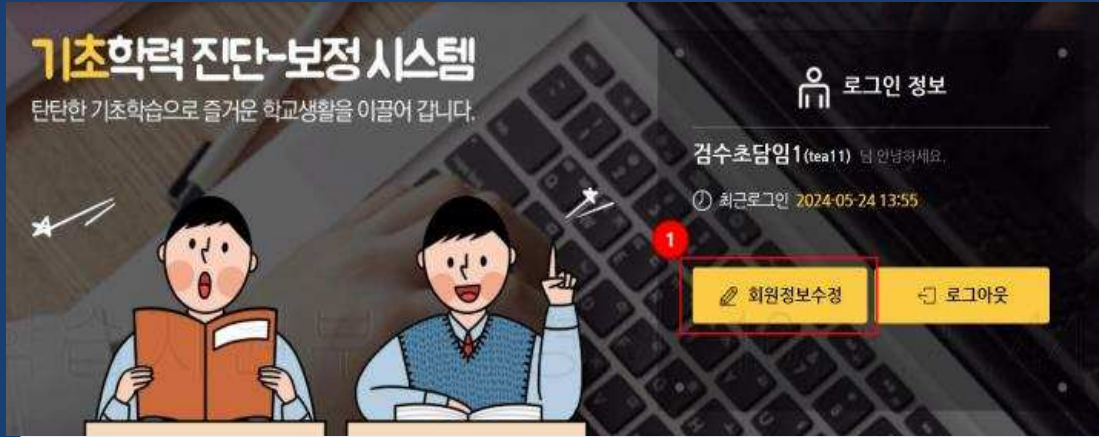 기초학력 진단-보정 시스템
탄탄한 기초학습으로 즐거운 학교생활을 이끌어 갑니다.
로그인 정보
검수초담임1(tea11) 님 안녕하세요.
최근로그인 2024-05-24 13:55
1
회원정보수정
로그아웃